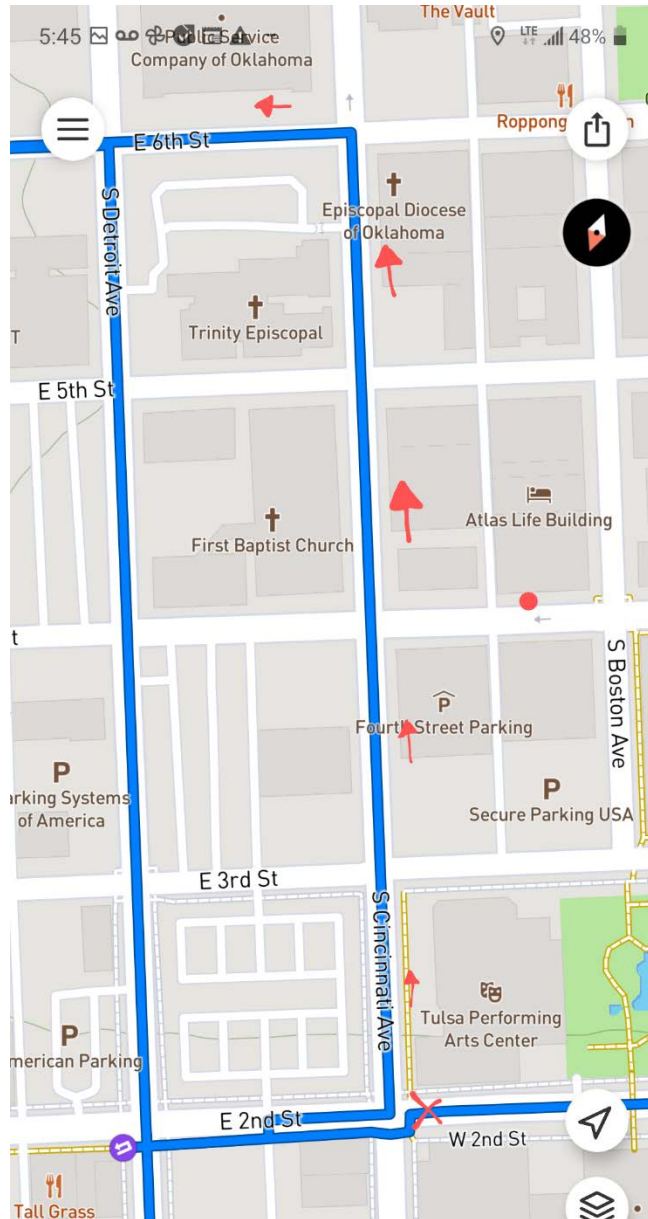 The Vault
5:45
LTE
48%
Public Service
Company of Oklahoma
E 6th St
Roppong
n
S Detroit Ave
Episcopal Diocese
of Oklahoma
Trinity Episcopal
T
E 5th St
First Baptist Church
Atlas Life Building
t
S Boston Ave
P
Fourth Street Parking
P
arking Systems
of America
P
Secure Parking USA
E 3rd St
S Cincinnati Ave
Tulsa Performing
Arts Center
P
merican Parking
E 2nd St
W 2nd St
Tall Grass